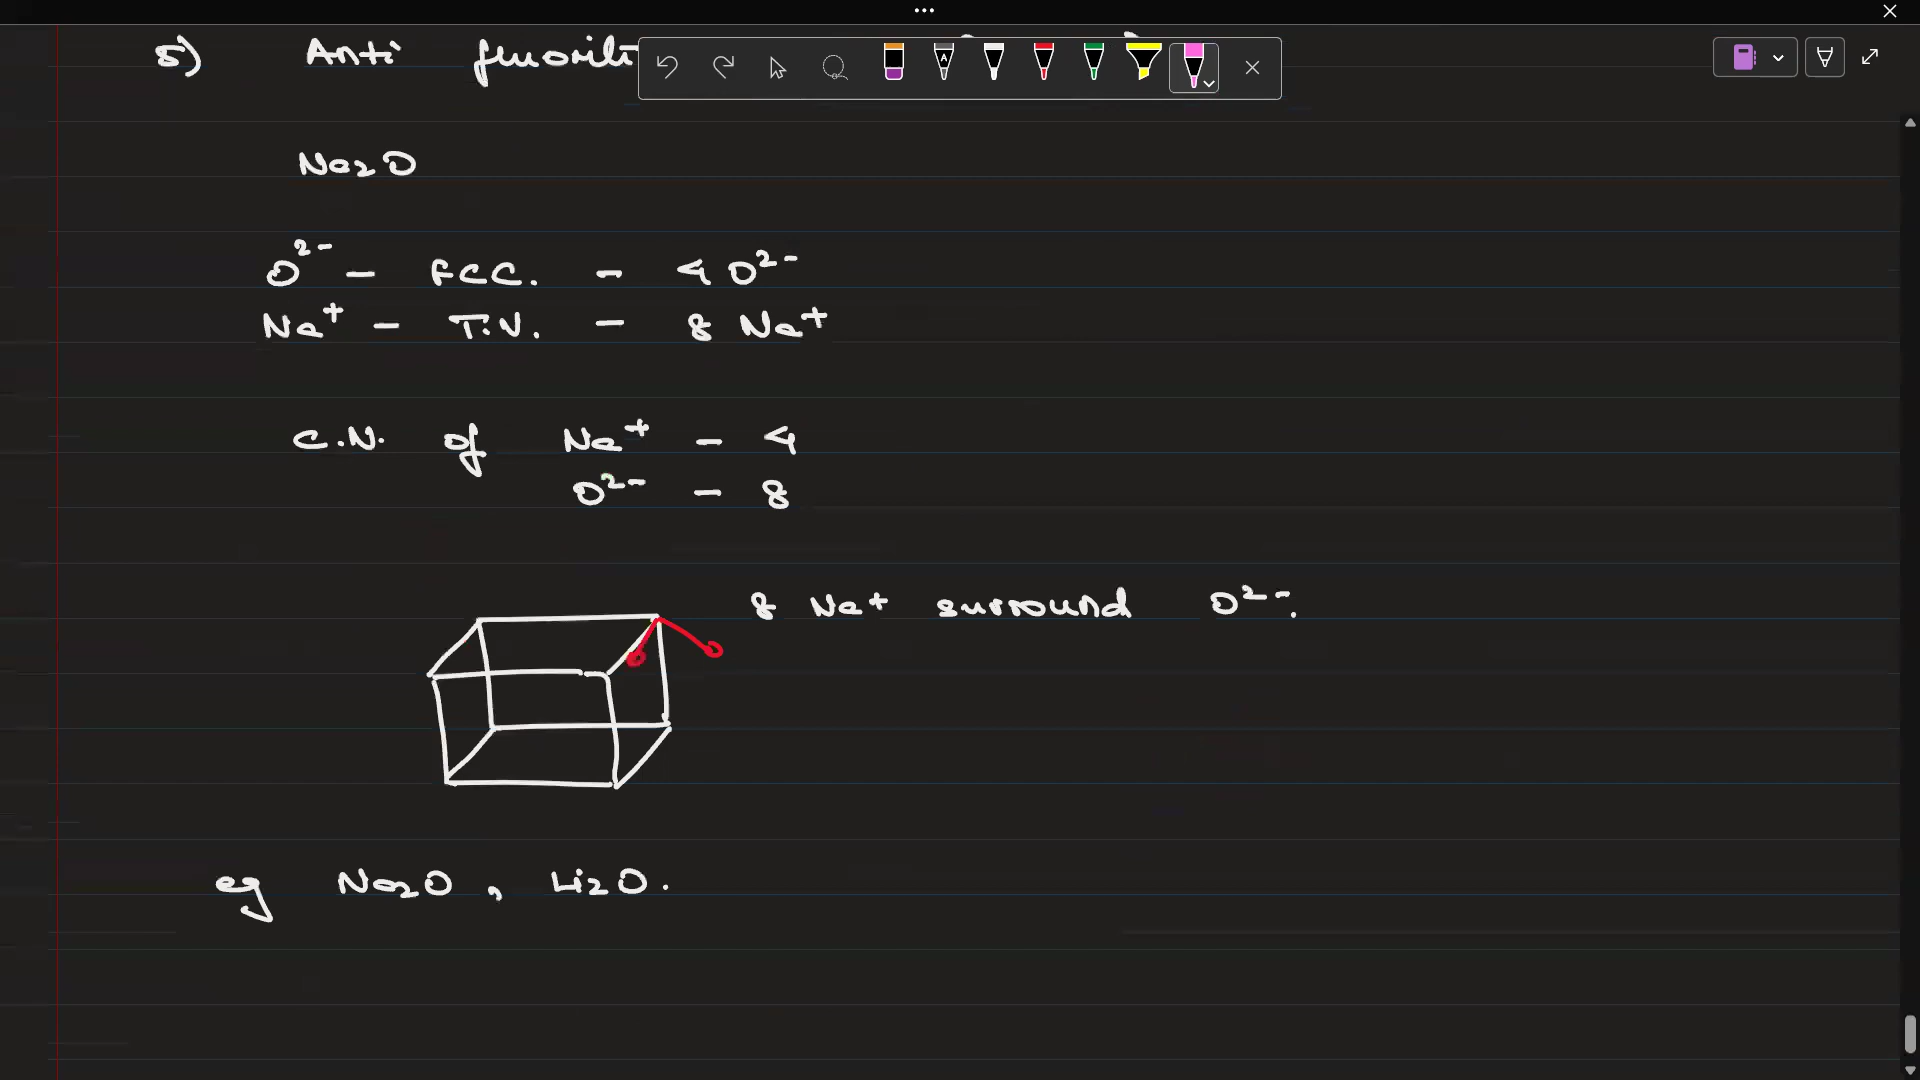 5) Anti
Na₂O
O²⁻ - FCC. - 4 O²⁻
Na⁺ - T.V. - 8 Na⁺
C.N. of Na⁺ - 4
O²⁻ - 8
8 Na⁺ surround O²⁻.
eg Na₂O, Li₂O.